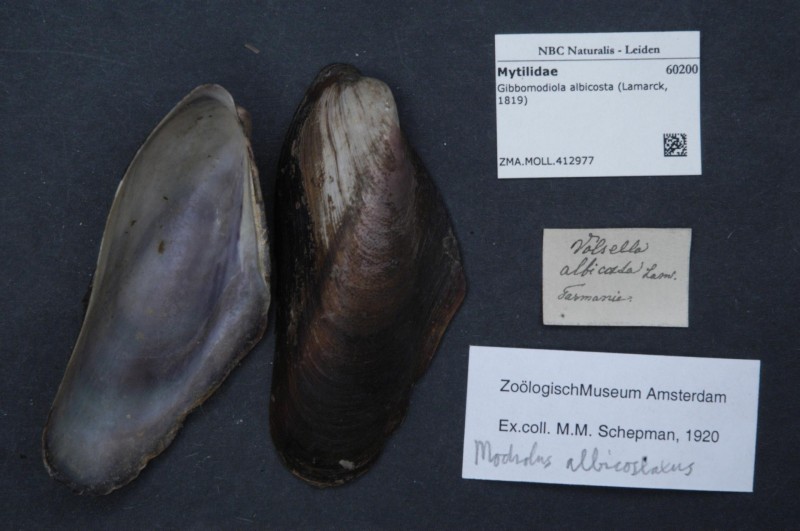 NBC Naturalis - Leiden
Mytilidae 60200
Gibbomodiola albicosta (Lamarck,
1819)
ZMA.MOLL.412977
Volsella
albicosta Lam.
Tasmanie.
ZoölogischMuseum Amsterdam
Ex.coll. M.M. Schepman, 1920
Modiolus albicostatus